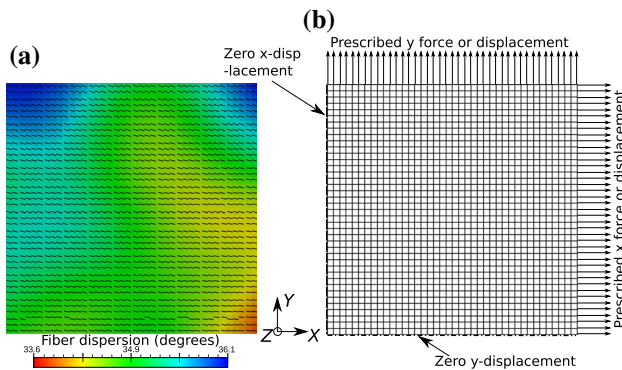 (a)
(b)
Zero x-disp
-lacement
Prescribed y force or displacement
Prescribed x force or displacement
Y
Z
X
Fiber dispersion (degrees)
33.6
34.9
36.1
Zero y-displacement